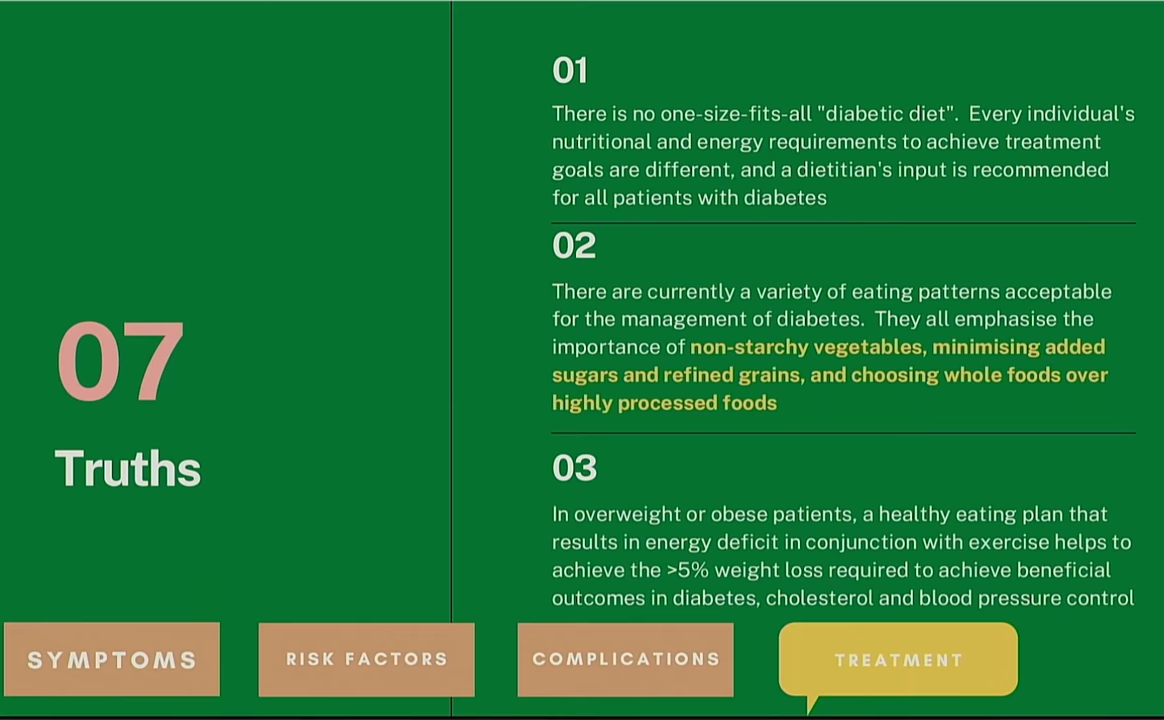 07
Truths
01
There is no one-size-fits-all "diabetic diet".  Every individual's
nutritional and energy requirements to achieve treatment
goals are different, and a dietitian's input is recommended
for all patients with diabetes
02
There are currently a variety of eating patterns acceptable
for the management of diabetes.  They all emphasise the
importance of non-starchy vegetables, minimising added
sugars and refined grains, and choosing whole foods over
highly processed foods
03
In overweight or obese patients, a healthy eating plan that
results in energy deficit in conjunction with exercise helps to
achieve the >5% weight loss required to achieve beneficial
outcomes in diabetes, cholesterol and blood pressure control
SYMPTOMS
RISK FACTORS
COMPLICATIONS
TREATMENT